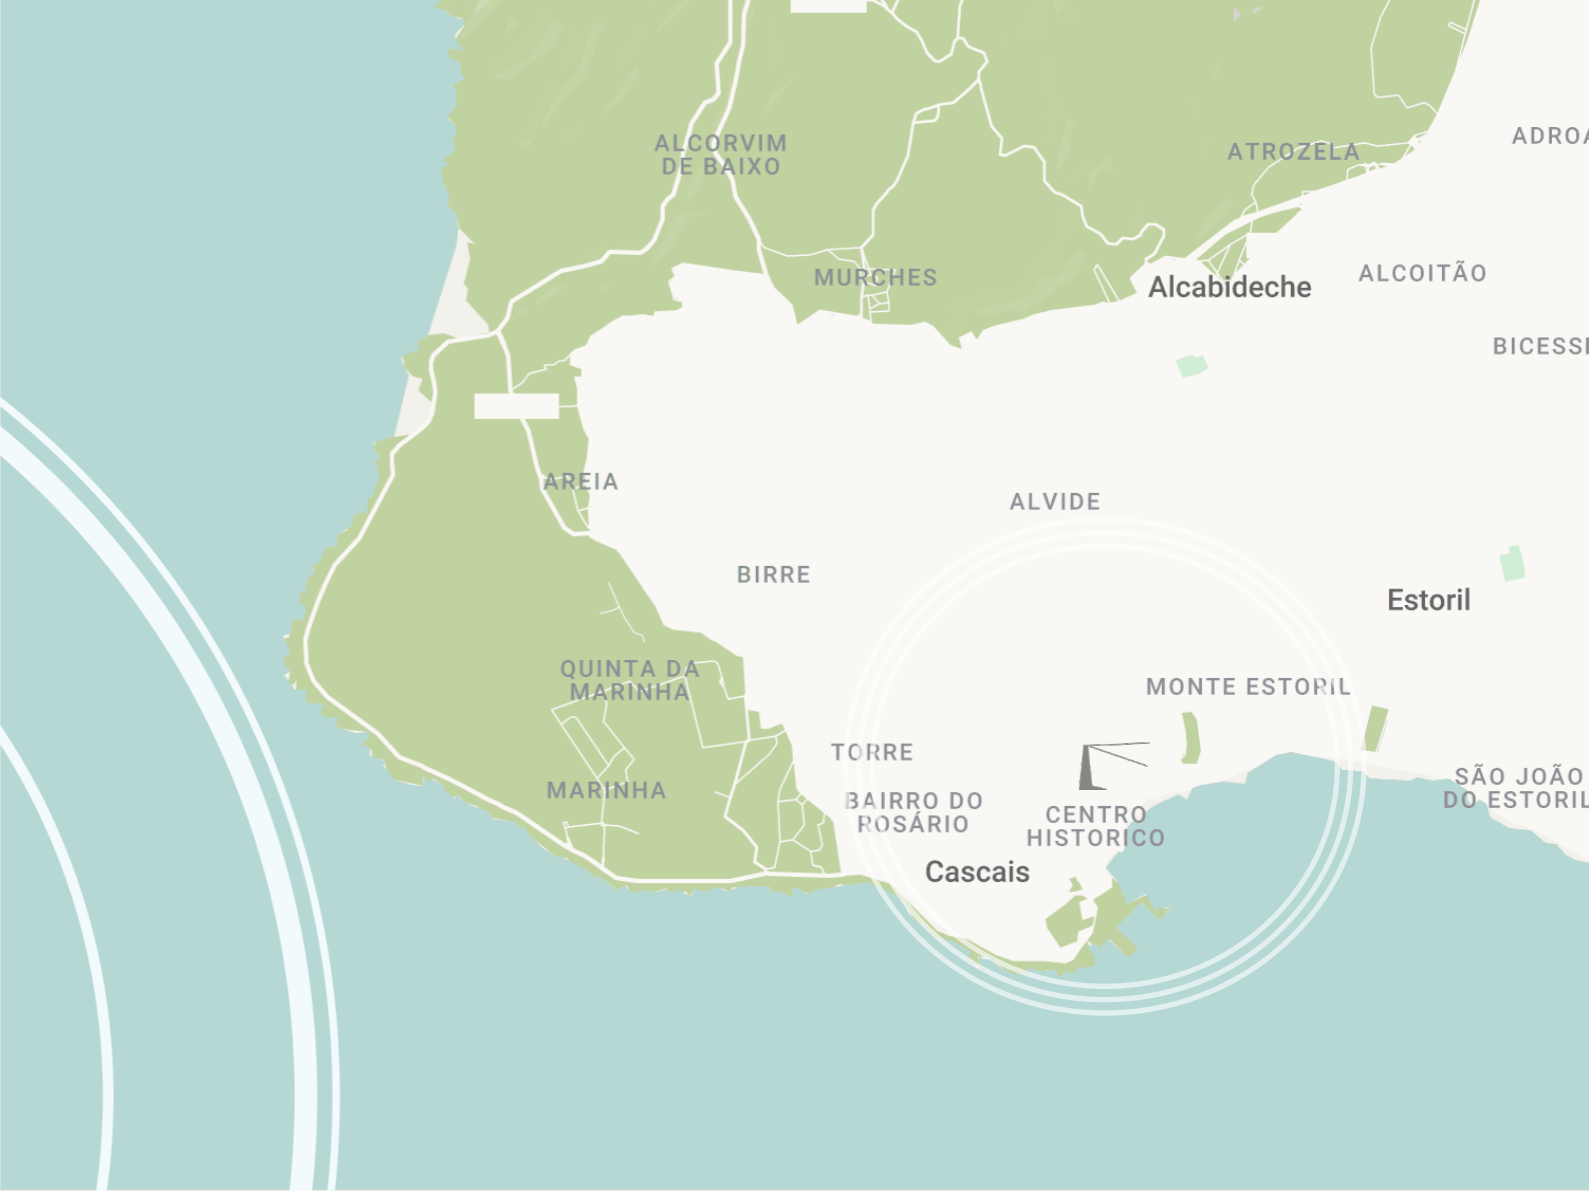 ADROA
ALCORVIM
DE BAIXO
ATROZELA
MURCHES
Alcabideche
ALCOITÃO
BICESSE
AREIA
ALVIDE
BIRRE
Estoril
QUINTA DA
MARINHA
MONTE ESTORIL
TORRE
MARINHA
BAIRRO DO
ROSÁRIO
CENTRO
HISTORICO
SÃO JOÃO
DO ESTORIL
Cascais